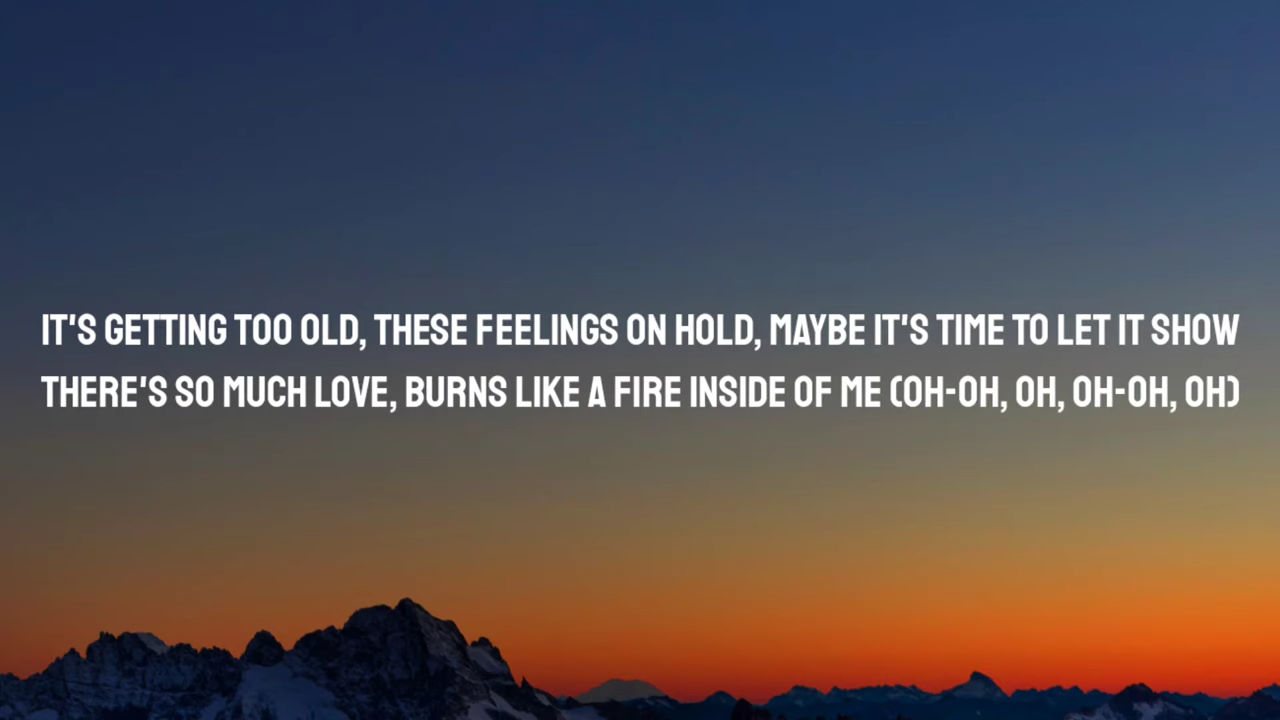 IT'S GETTING TOO OLD, THESE FEELINGS ON HOLD, MAYBE IT'S TIME TO LET IT SHOW
THERE'S SO MUCH LOVE, BURNS LIKE A FIRE INSIDE OF ME (OH-OH, OH, OH-OH, OH)